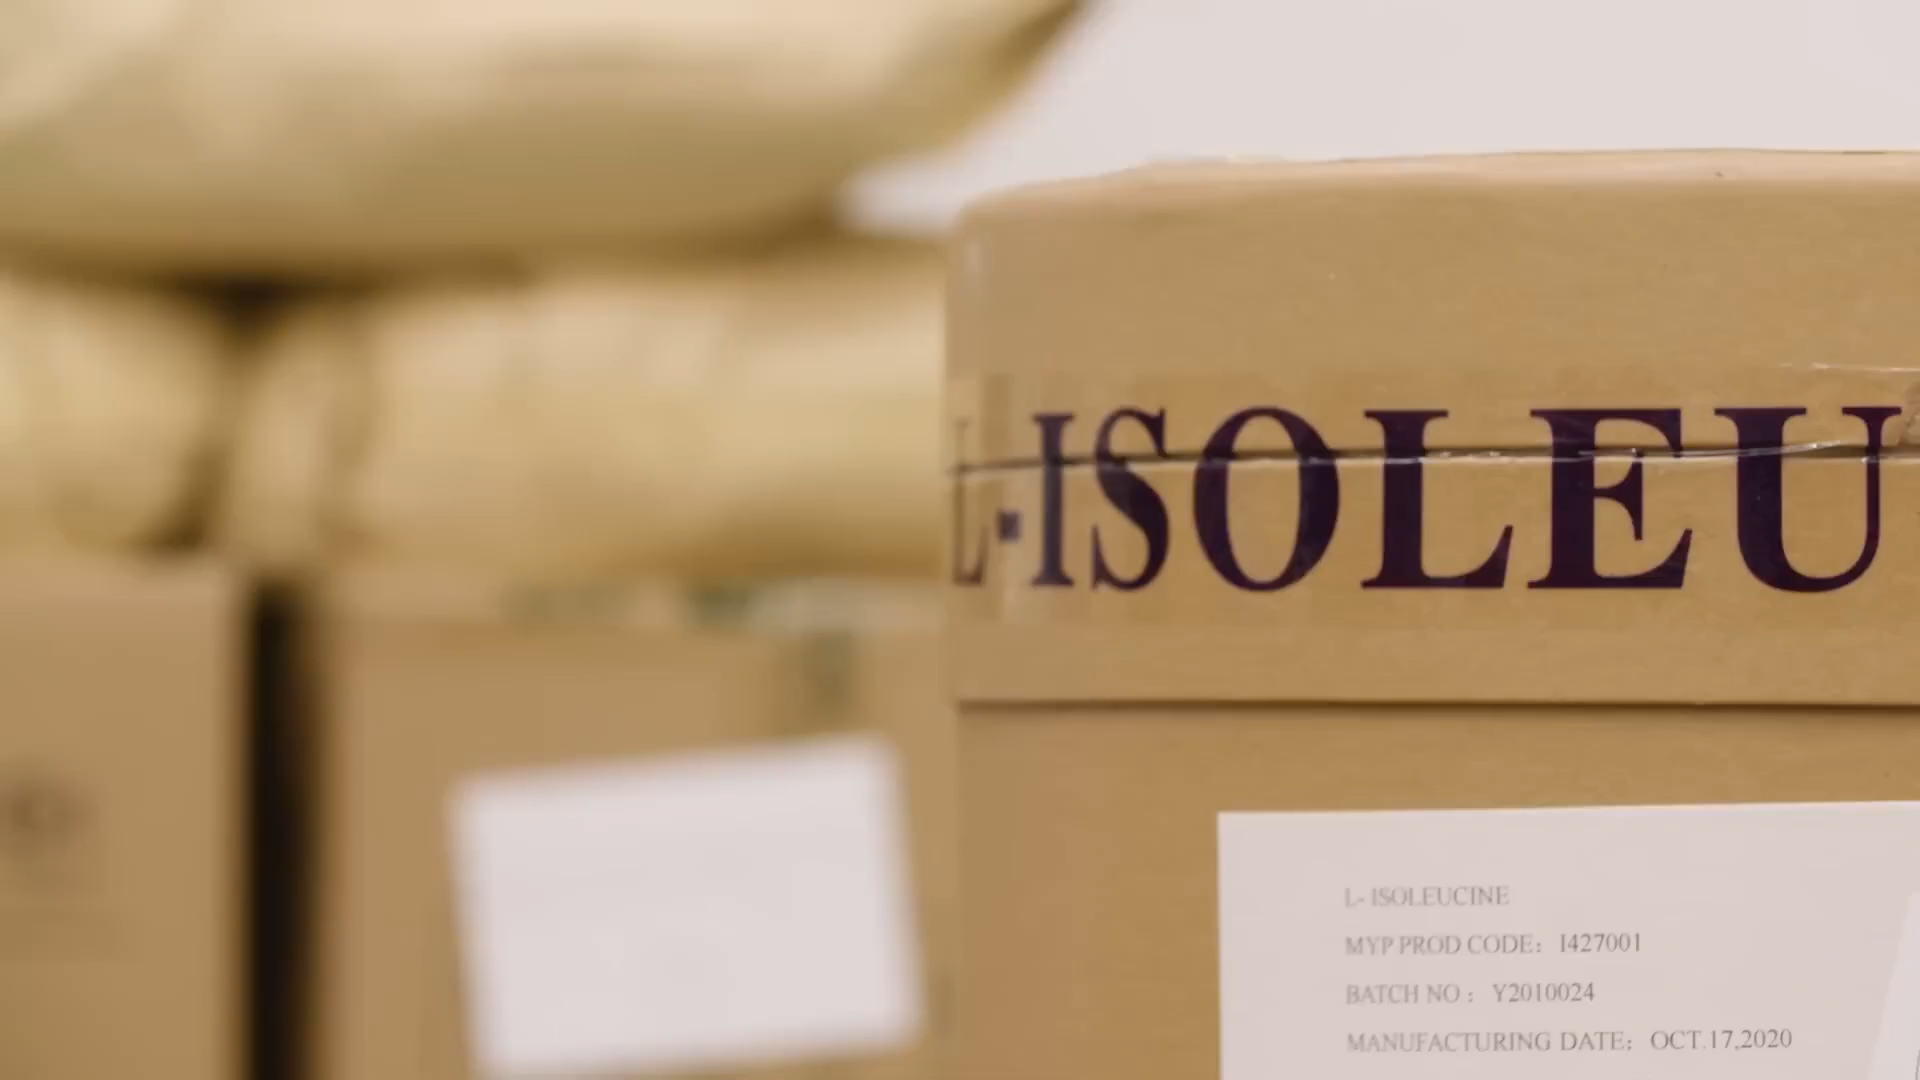 L-ISOLEU
L- ISOLEUCINE
MYP PROD CODE: I427001
BATCH NO : Y2010024
MANUFACTURING DATE: OCT.17,2020